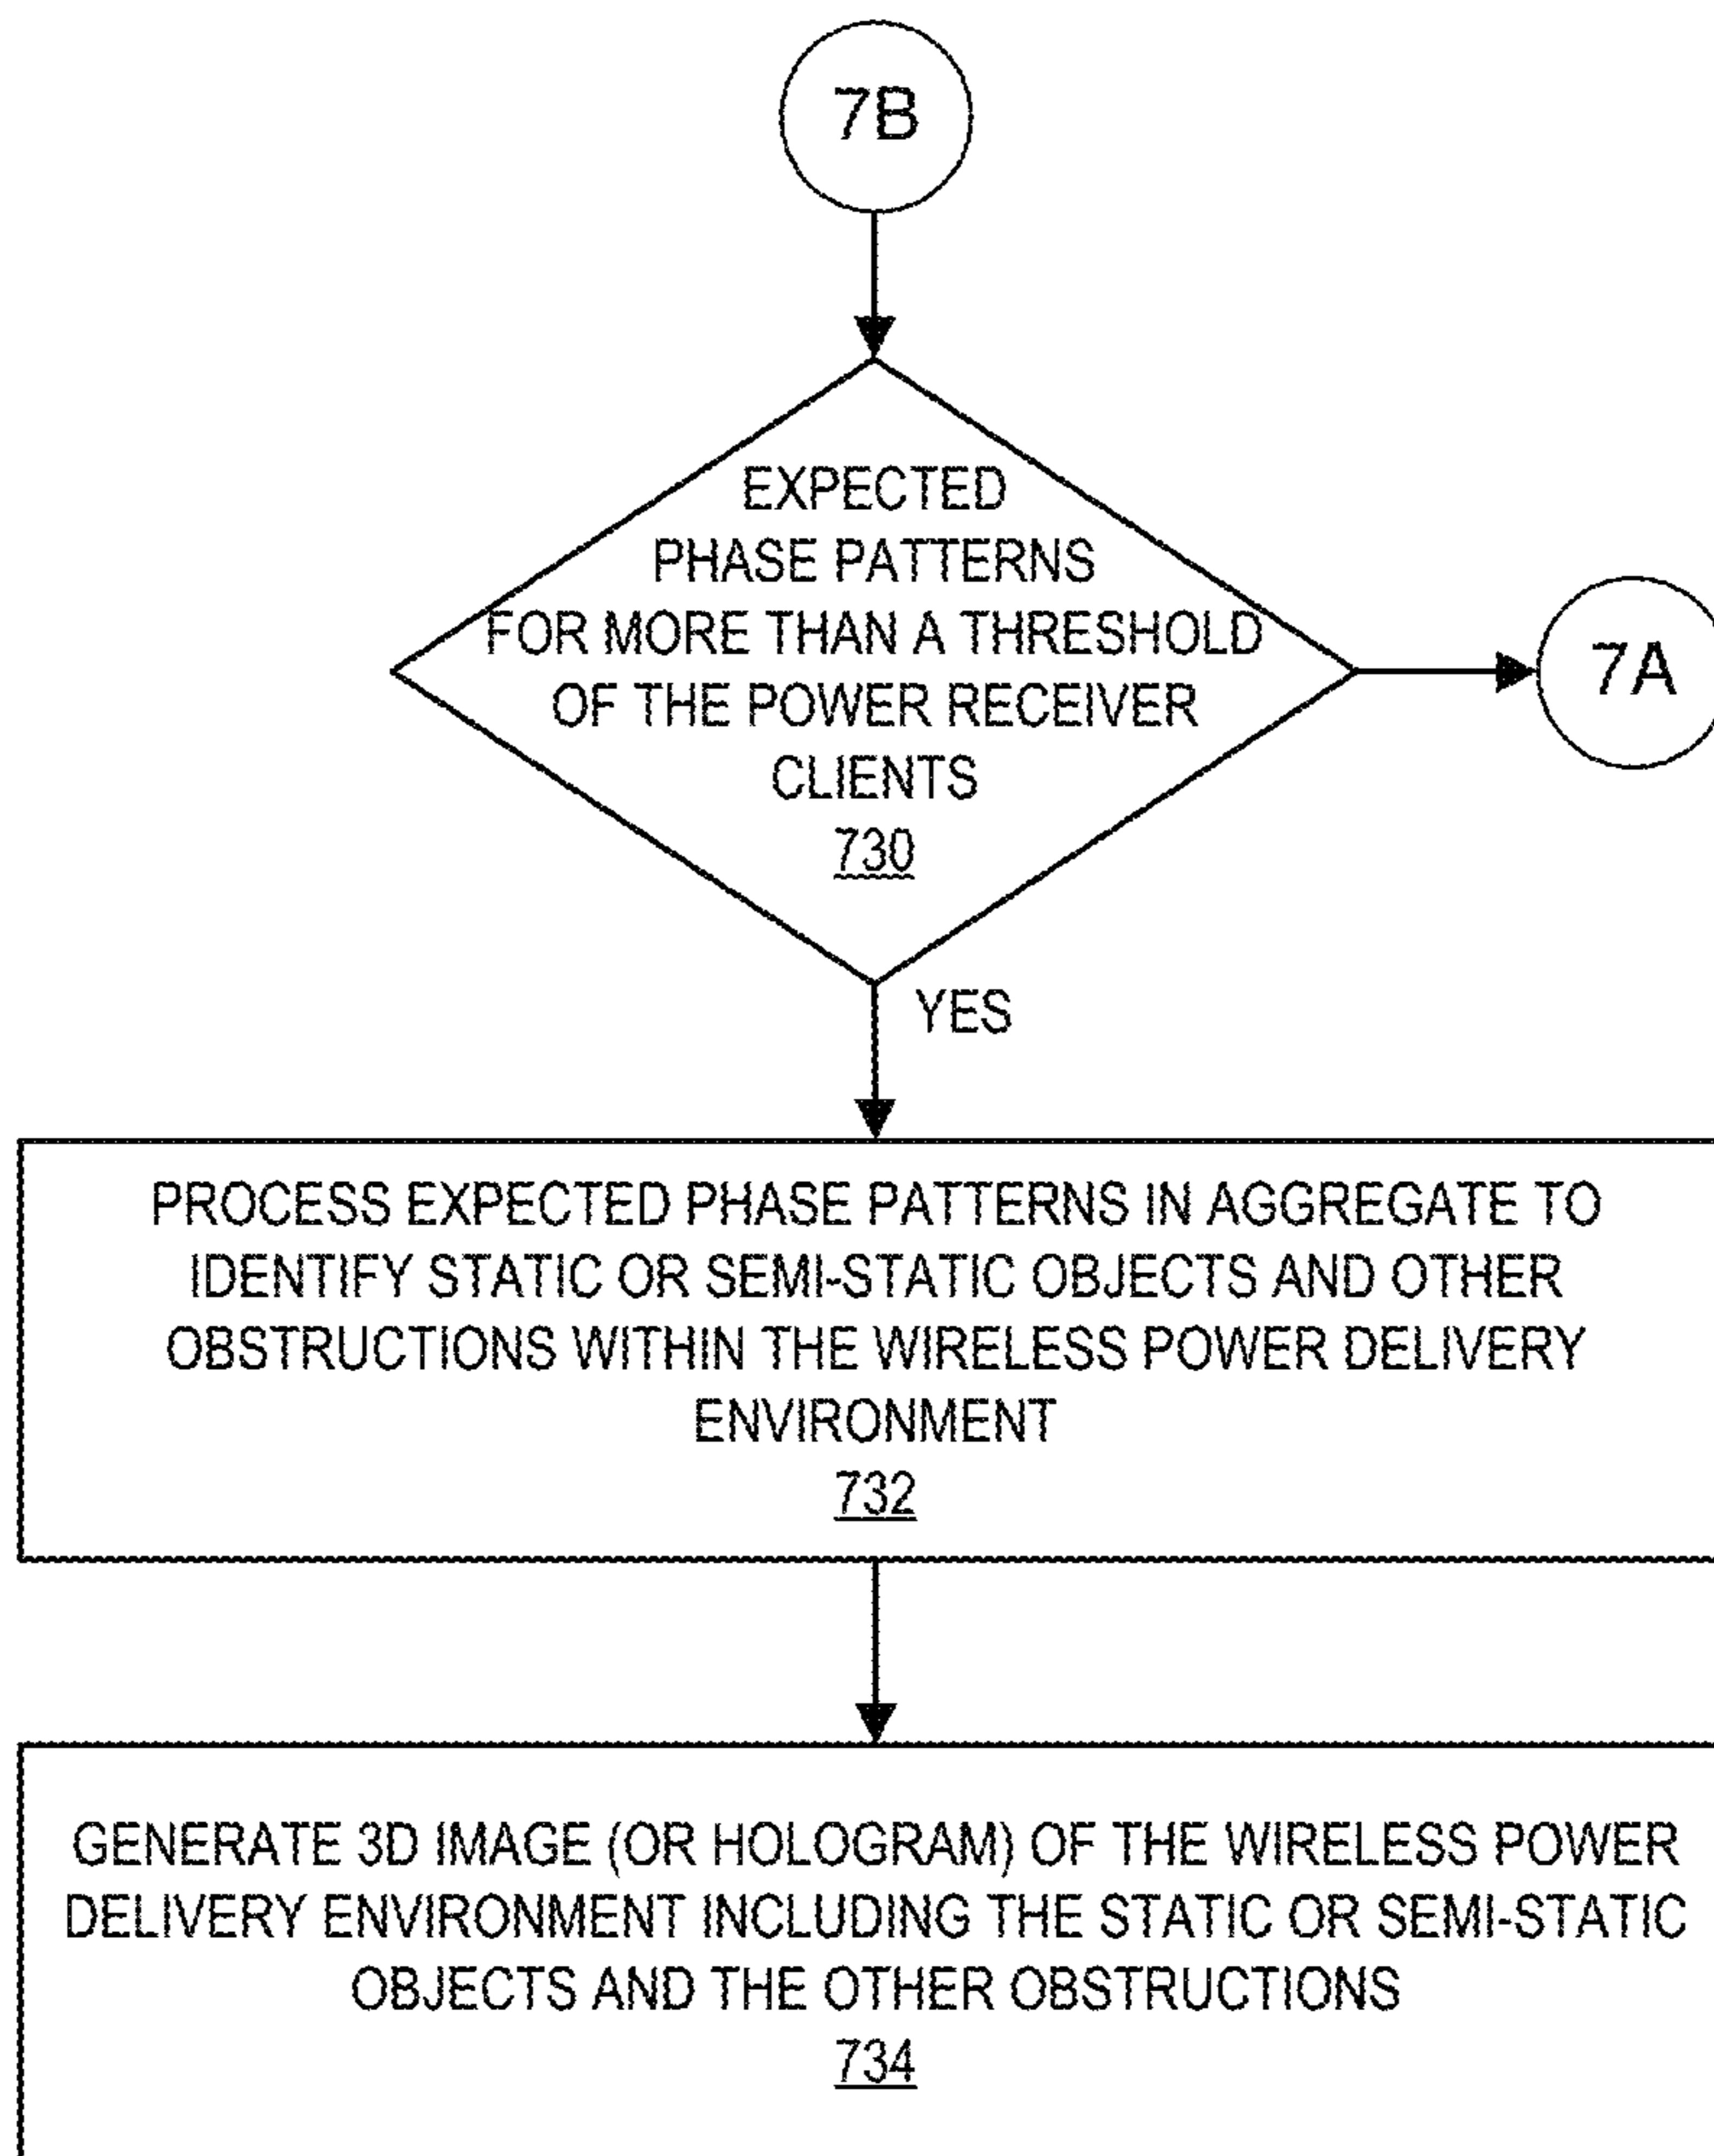 7B
EXPECTED
PHASE PATTERNS
FOR MORE THAN A THRESHOLD
OF THE POWER RECEIVER
CLIENTS
730
7A
YES
PROCESS EXPECTED PHASE PATTERNS IN AGGREGATE TO
IDENTIFY STATIC OR SEMI-STATIC OBJECTS AND OTHER
OBSTRUCTIONS WITHIN THE WIRELESS POWER DELIVERY
ENVIRONMENT
732
GENERATE 3D IMAGE (OR HOLOGRAM) OF THE WIRELESS POWER
DELIVERY ENVIRONMENT INCLUDING THE STATIC OR SEMI-STATIC
OBJECTS AND THE OTHER OBSTRUCTIONS
734